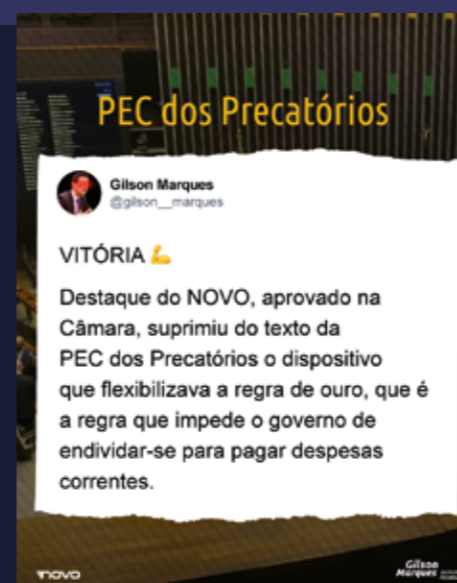 PEC dos Precatórios
Gilson Marques
@gilson__marques
VITÓRIA 💪
Destaque do NOVO, aprovado na
Câmara, suprimiu do texto da
PEC dos Precatórios o dispositivo
que flexibilizava a regra de ouro, que é
a regra que impede o governo de
endividar-se para pagar despesas
correntes.
NOVO
Gilson
Marques